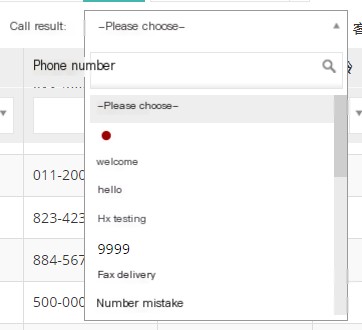 Call result:
–Please choose–
客
Phone number
–Please choose–
welcome
hello
Hx testing
9999
Fax delivery
Number mistake
011-200
823-423
884-567
500-000